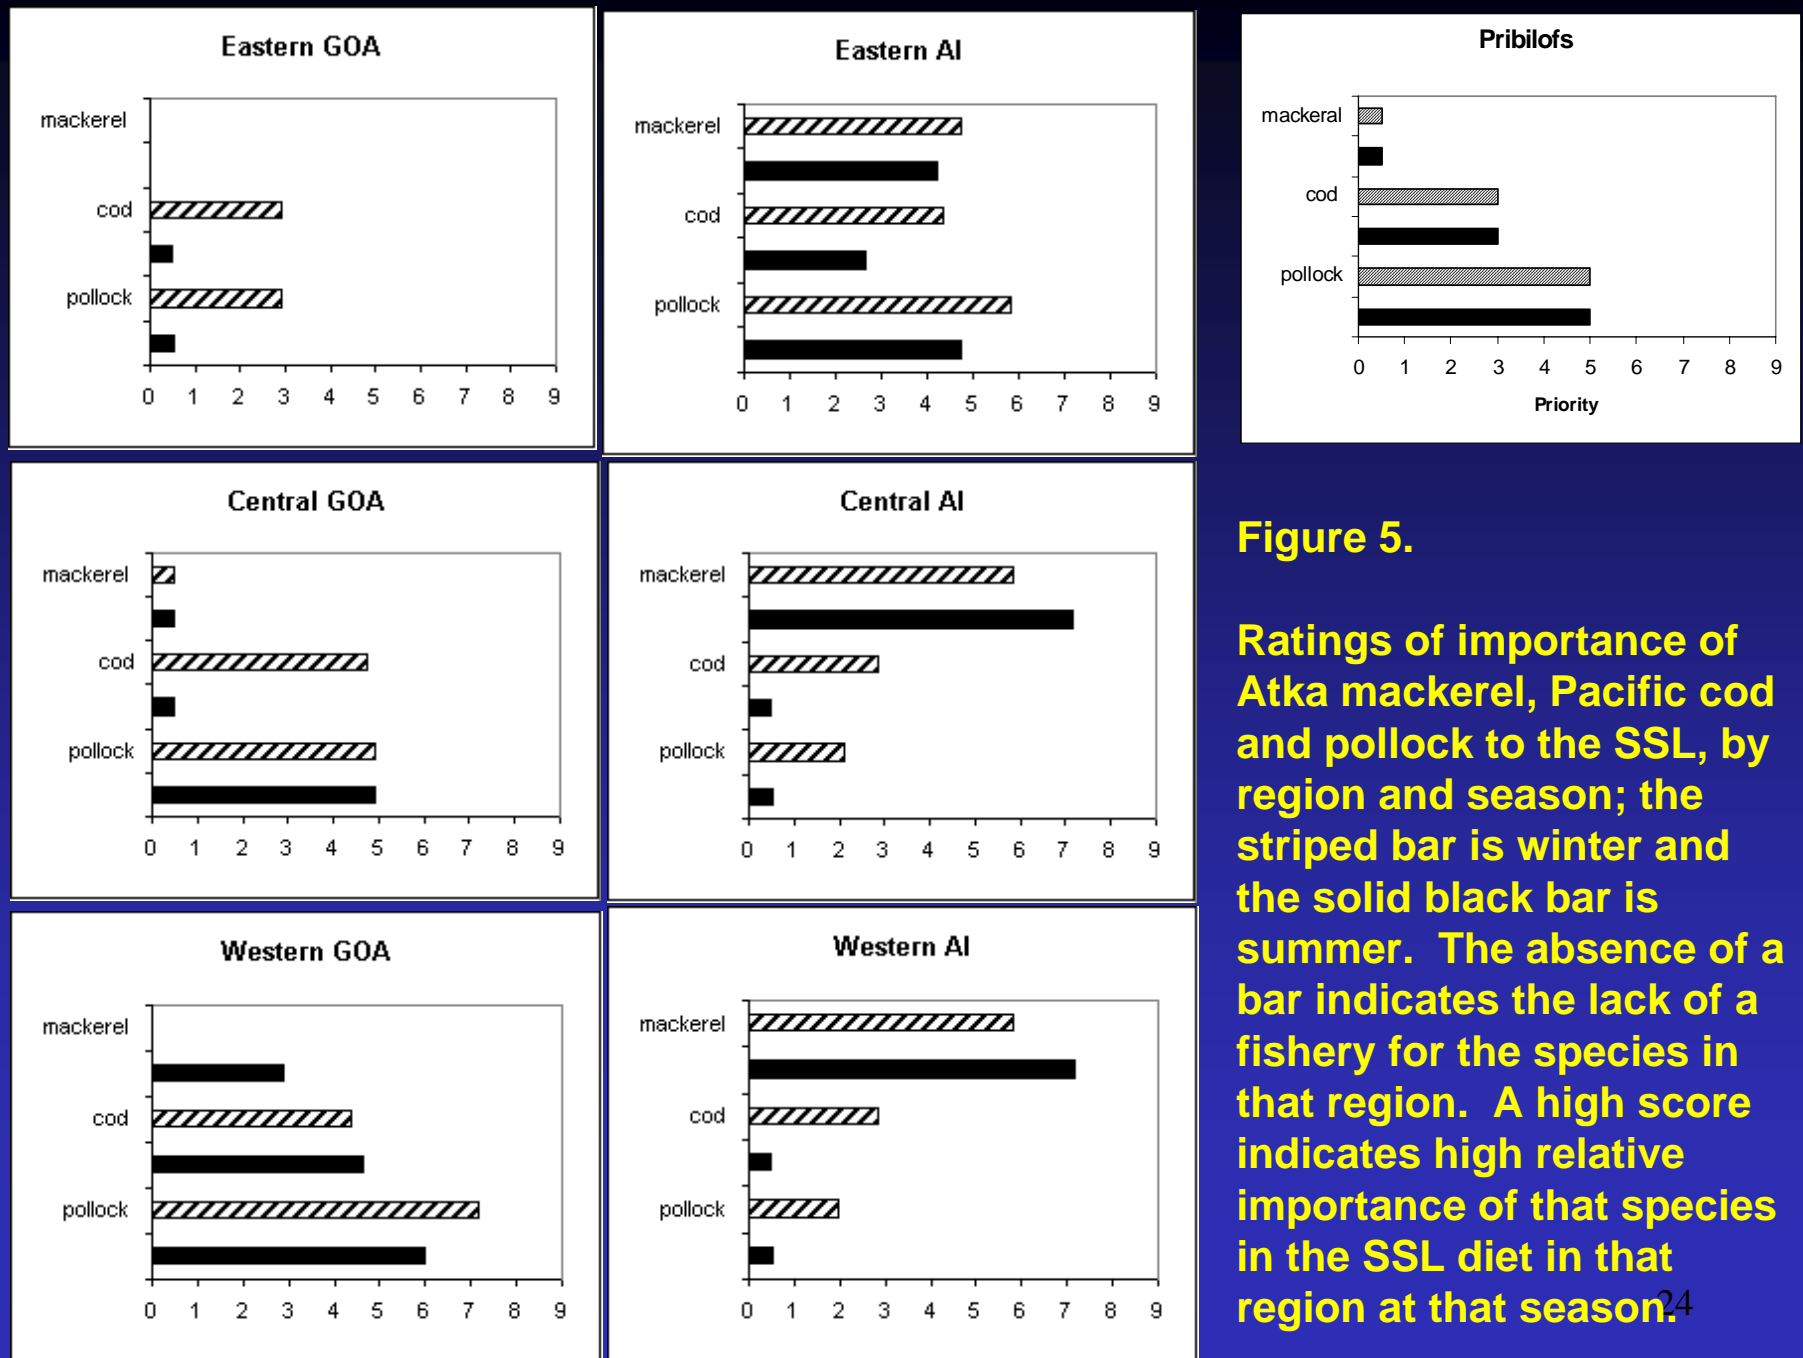 Eastern GOA
mackerel
cod
pollock
0 1 2 3 4 5 6 7 8 9
Eastern AI
mackerel
cod
pollock
0 1 2 3 4 5 6 7 8 9
Pribilofs
mackeral
cod
pollock
0 1 2 3 4 5 6 7 8 9
Priority
Central GOA
mackerel
cod
pollock
0 1 2 3 4 5 6 7 8 9
Central AI
mackerel
cod
pollock
0 1 2 3 4 5 6 7 8 9
Western GOA
mackerel
cod
pollock
0 1 2 3 4 5 6 7 8 9
Western AI
mackerel
cod
pollock
0 1 2 3 4 5 6 7 8 9
Figure 5.
Ratings of importance of
Atka mackerel, Pacific cod
and pollock to the SSL, by
region and season; the
striped bar is winter and
the solid black bar is
summer. The absence of a
bar indicates the lack of a
fishery for the species in
that region. A high score
indicates high relative
importance of that species
in the SSL diet in that
region at that season.
24